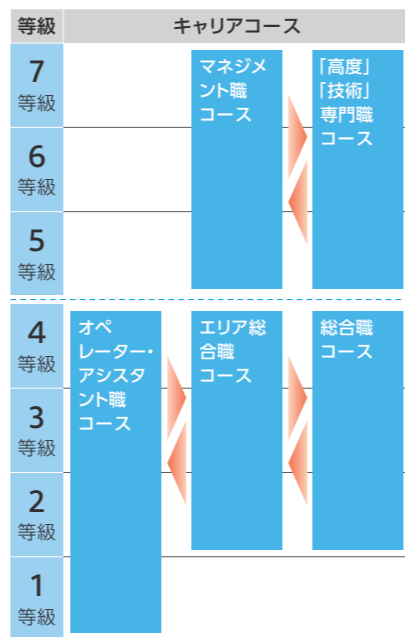 等級
キャリアコース
7
等級
6
等級
5
等級
マネジメ
ント職
コース
「高度」
「技術」
専門職
コース
4
等級
3
等級
2
等級
1
等級
オペ
レーター・
アシスタ
ント職
コース
エリア総
合職
コース
総合職
コース